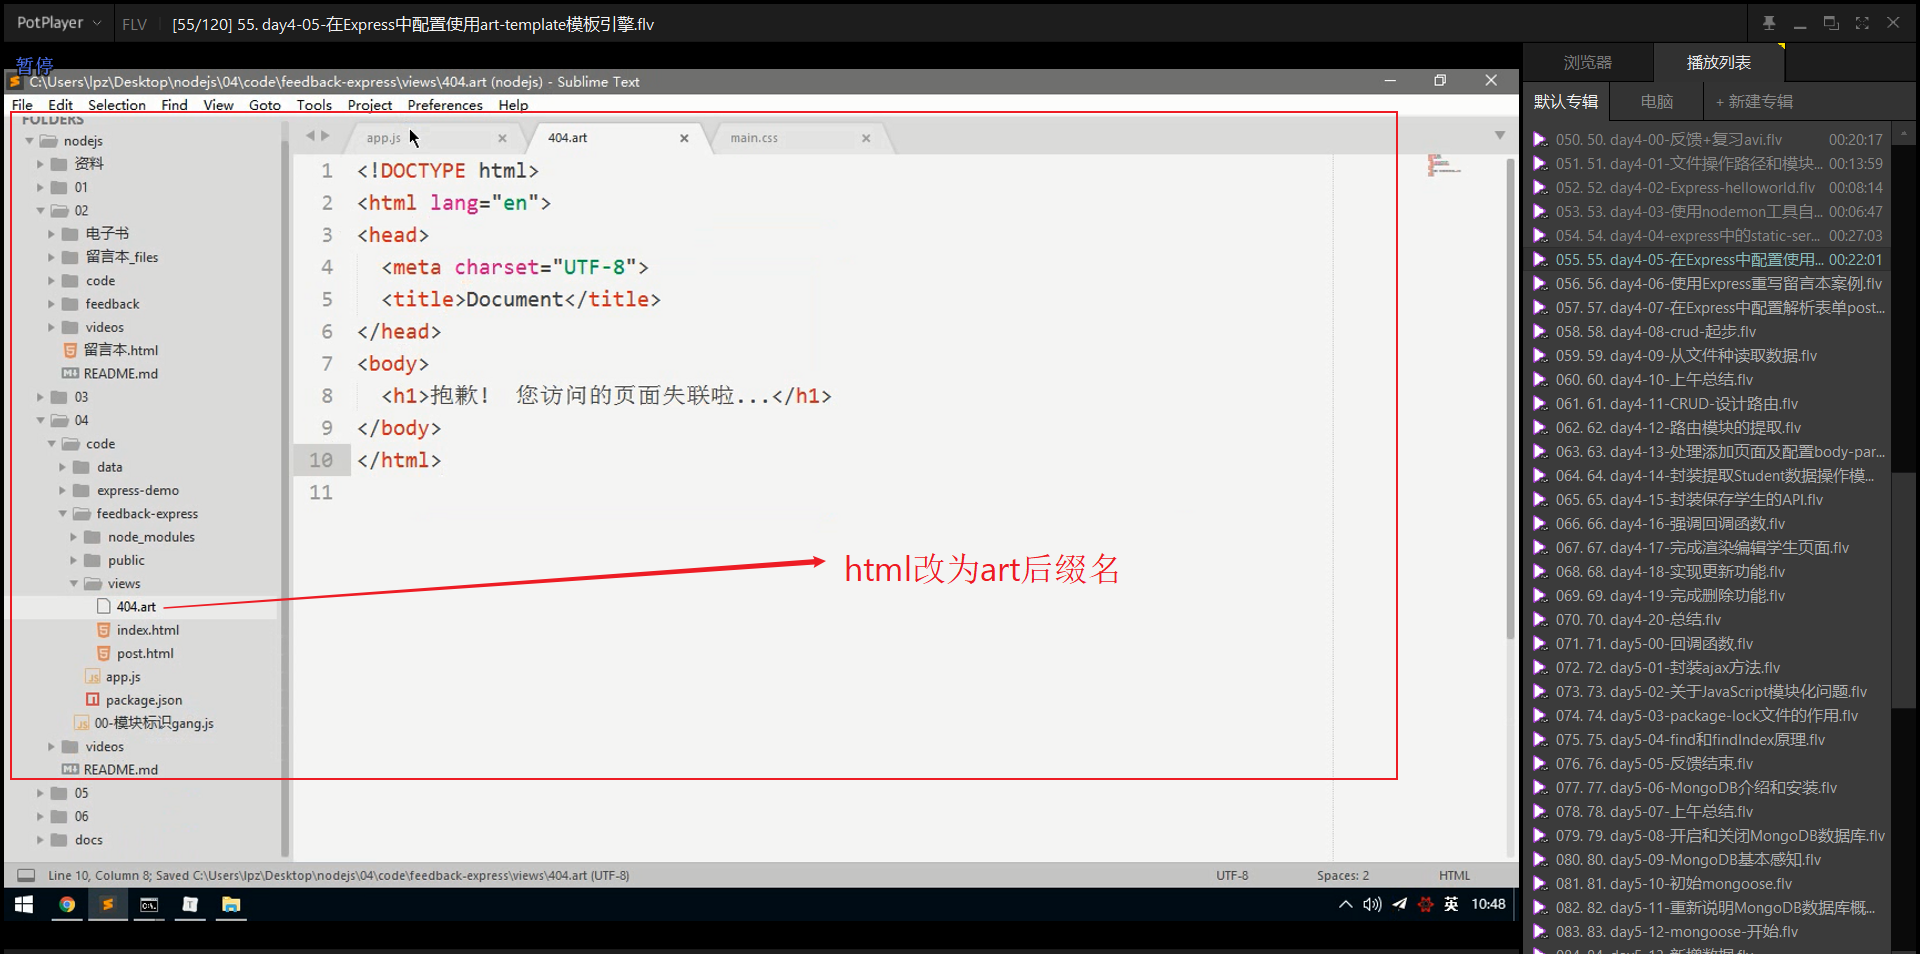 PotPlayer FLV [55/120] 55. day4-05-在Express中配置使用art-template模板引擎.flv
暂停
C:\Users\lpz\Desktop\nodejs\04\code\feedback-express\views\404.art (nodejs) - Sublime Text
File Edit Selection Find View Goto Tools Project Preferences Help
FOLDERS
nodejs
资料
01
02
电子书
留言本_files
code
feedback
videos
留言本.html
README.md
03
04
code
data
express-demo
feedback-express
node_modules
public
views
404.art
index.html
post.html
app.js
package.json
00-模块标识gang.js
videos
README.md
05
06
docs
app.js 404.art main.css
1 <!DOCTYPE html>
2 <html lang="en">
3 <head>
4 <meta charset="UTF-8">
5 <title>Document</title>
6 </head>
7 <body>
8 <h1>抱歉! 您访问的页面失联啦...</h1>
9 </body>
10 </html>
11
html改为art后缀名
Line 10, Column 8; Saved C:\Users\lpz\Desktop\nodejs\04\code\feedback-express\views\404.art (UTF-8) UTF-8 Spaces: 2 HTML
英 10:48
浏览器 播放列表
默认专辑 电脑 + 新建专辑
050. 50. day4-00-反馈+复习avi.flv 00:20:17
051. 51. day4-01-文件操作路径和模块... 00:13:59
052. 52. day4-02-Express-helloworld.flv 00:08:14
053. 53. day4-03-使用nodemon工具自... 00:06:47
054. 54. day4-04-express中的static-ser... 00:27:03
055. 55. day4-05-在Express中配置使用... 00:22:01
056. 56. day4-06-使用Express重写留言本案例.flv
057. 57. day4-07-在Express中配置解析表单post...
058. 58. day4-08-crud-起步.flv
059. 59. day4-09-从文件种读取数据.flv
060. 60. day4-10-上午总结.flv
061. 61. day4-11-CRUD-设计路由.flv
062. 62. day4-12-路由模块的提取.flv
063. 63. day4-13-处理添加页面及配置body-par...
064. 64. day4-14-封装提取Student数据操作模...
065. 65. day4-15-封装保存学生的API.flv
066. 66. day4-16-强调回调函数.flv
067. 67. day4-17-完成渲染编辑学生页面.flv
068. 68. day4-18-实现更新功能.flv
069. 69. day4-19-完成删除功能.flv
070. 70. day4-20-总结.flv
071. 71. day5-00-回调函数.flv
072. 72. day5-01-封装ajax方法.flv
073. 73. day5-02-关于JavaScript模块化问题.flv
074. 74. day5-03-package-lock文件的作用.flv
075. 75. day5-04-find和findIndex原理.flv
076. 76. day5-05-反馈结束.flv
077. 77. day5-06-MongoDB介绍和安装.flv
078. 78. day5-07-上午总结.flv
079. 79. day5-08-开启和关闭MongoDB数据库.flv
080. 80. day5-09-MongoDB基本感知.flv
081. 81. day5-10-初始mongoose.flv
082. 82. day5-11-重新说明MongoDB数据库概...
083. 83. day5-12-mongoose-开始.flv